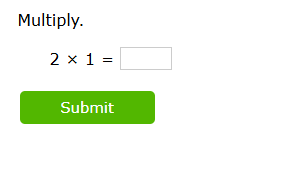 Multiply.
2 × 1 =
Submit